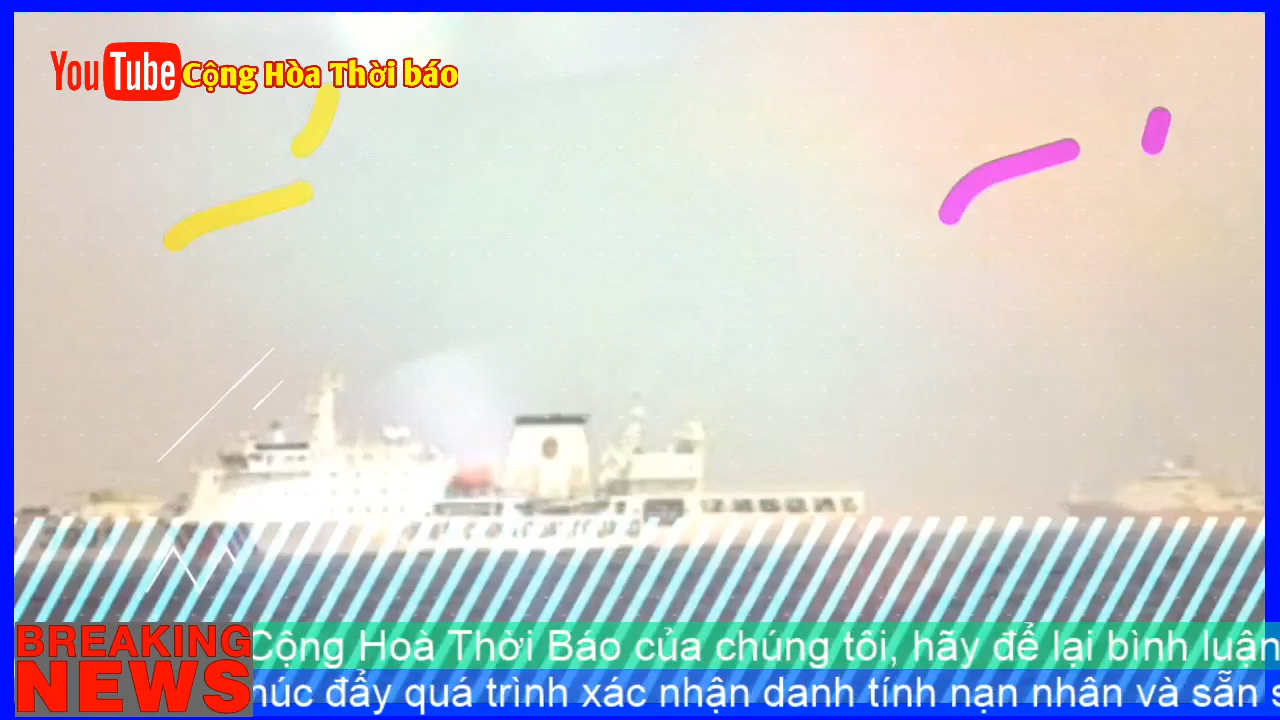 YouTube Cộng Hòa Thời báo
BREAKING
NEWS
Cộng Hoà Thời Báo của chúng tôi, hãy để lại bình luận
húc đẩy quá trình xác nhận danh tính nạn nhân và sẵn s